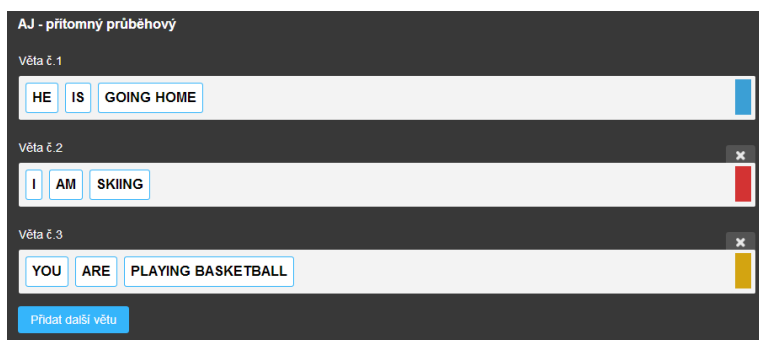 AJ - přítomný průběhový
Věta č.1
HE IS GOING HOME
Věta č.2
I AM SKIING
Věta č.3
YOU ARE PLAYING BASKETBALL
Přidat další větu